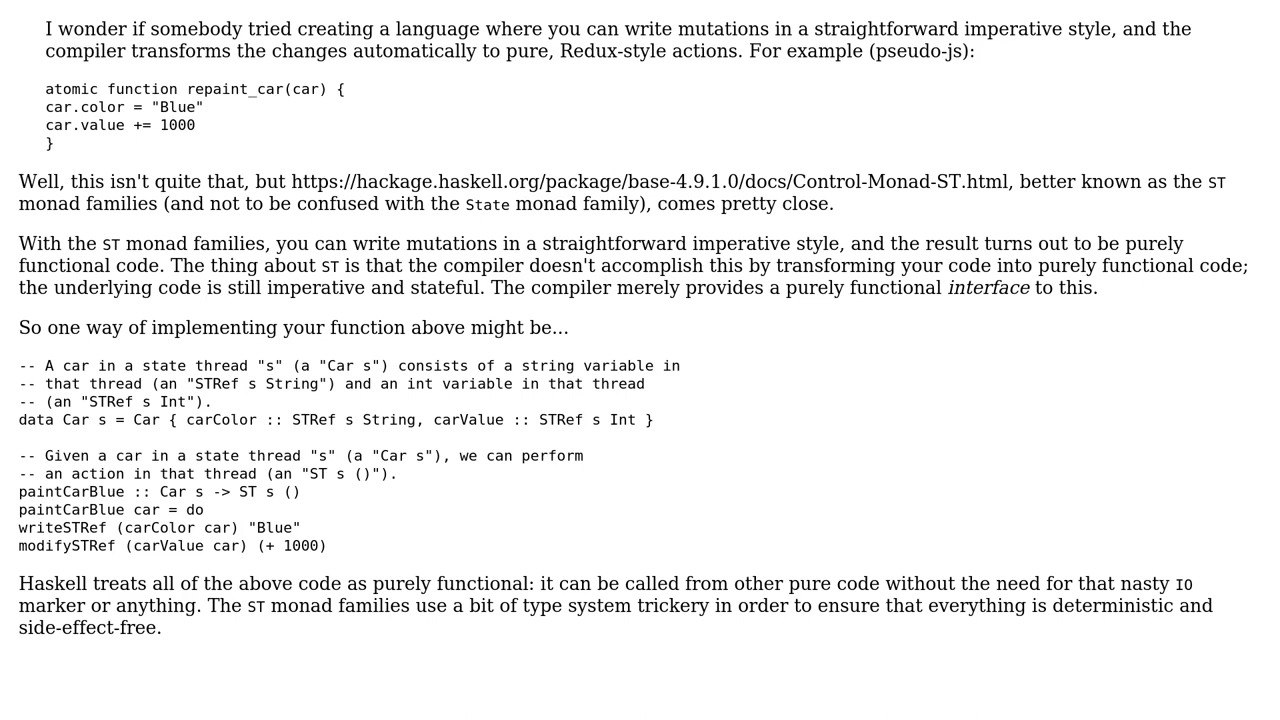 I wonder if somebody tried creating a language where you can write mutations in a straightforward imperative style, and the
compiler transforms the changes automatically to pure, Redux-style actions. For example (pseudo-js):
atomic function repaint_car(car) {
car.color = "Blue"
car.value += 1000
}
Well, this isn't quite that, but https://hackage.haskell.org/package/base-4.9.1.0/docs/Control-Monad-ST.html, better known as the ST
monad families (and not to be confused with the State monad family), comes pretty close.
With the ST monad families, you can write mutations in a straightforward imperative style, and the result turns out to be purely
functional code. The thing about ST is that the compiler doesn't accomplish this by transforming your code into purely functional code;
the underlying code is still imperative and stateful. The compiler merely provides a purely functional interface to this.
So one way of implementing your function above might be...
-- A car in a state thread "s" (a "Car s") consists of a string variable in
-- that thread (an "STRef s String") and an int variable in that thread
-- (an "STRef s Int").
data Car s = Car { carColor :: STRef s String, carValue :: STRef s Int }
-- Given a car in a state thread "s" (a "Car s"), we can perform
-- an action in that thread (an "ST s ()").
paintCarBlue :: Car s -> ST s ()
paintCarBlue car = do
writeSTRef (carColor car) "Blue"
modifySTRef (carValue car) (+ 1000)
Haskell treats all of the above code as purely functional: it can be called from other pure code without the need for that nasty IO
marker or anything. The ST monad families use a bit of type system trickery in order to ensure that everything is deterministic and
side-effect-free.